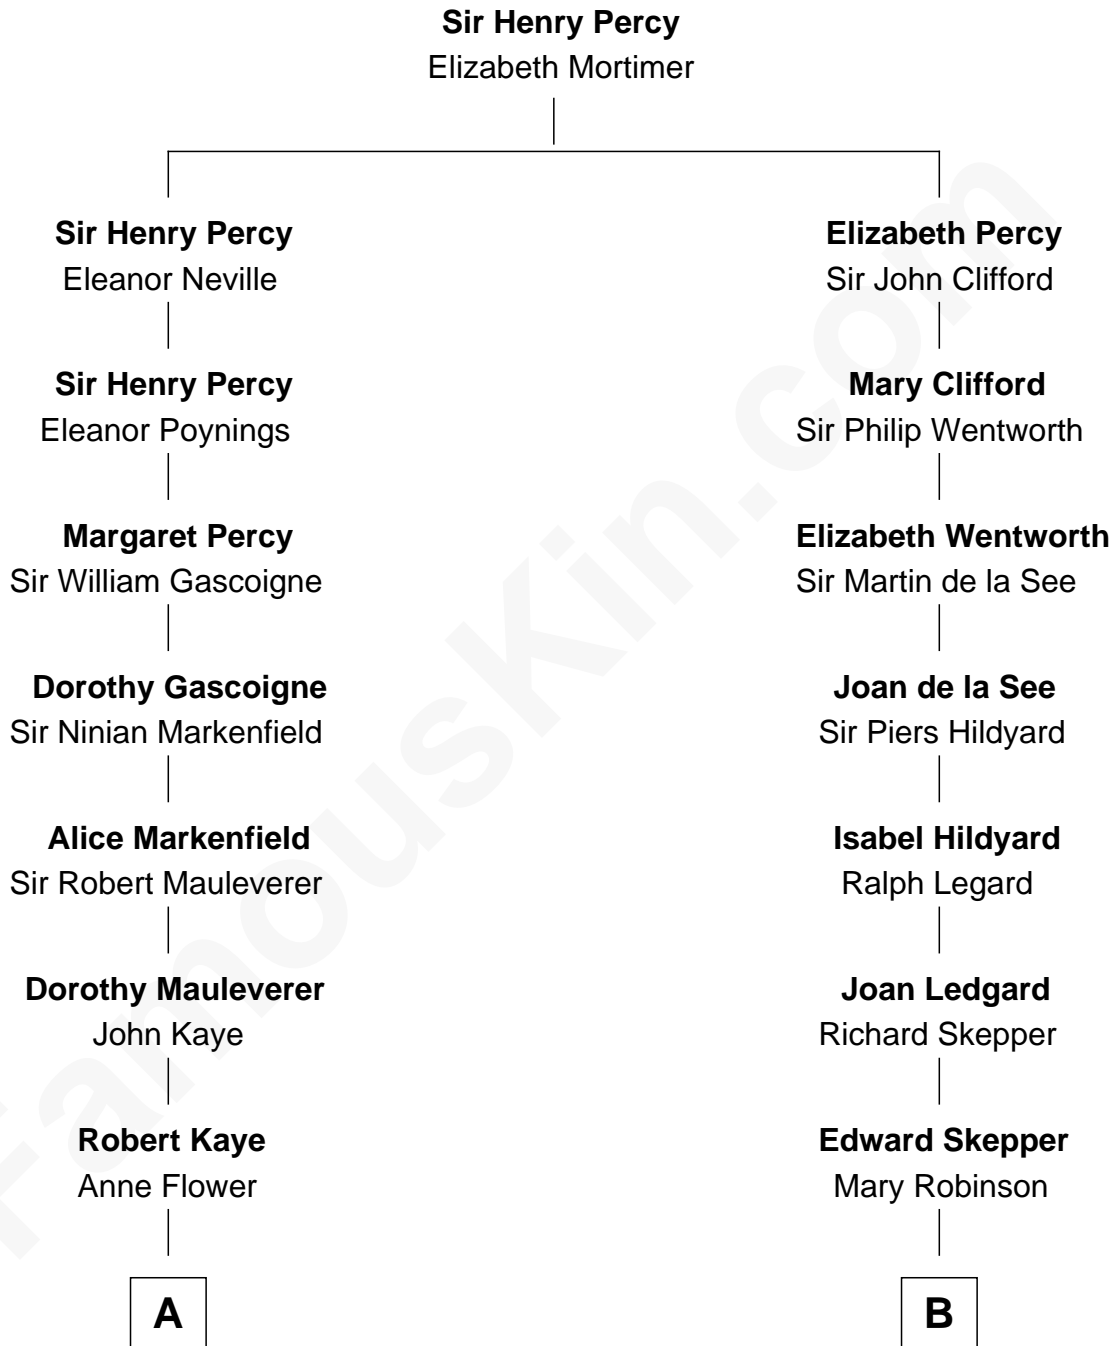 Sir Henry Percy
Elizabeth Mortimer
Sir Henry Percy
Eleanor Neville
Sir Henry Percy
Eleanor Poynings
Margaret Percy
Sir William Gascoigne
Dorothy Gascoigne
Sir Ninian Markenfield
Alice Markenfield
Sir Robert Mauleverer
Dorothy Mauleverer
John Kaye
Robert Kaye
Anne Flower
A
Elizabeth Percy
Sir John Clifford
Mary Clifford
Sir Philip Wentworth
Elizabeth Wentworth
Sir Martin de la See
Joan de la See
Sir Piers Hildyard
Isabel Hildyard
Ralph Legard
Joan Ledgard
Richard Skepper
Edward Skepper
Mary Robinson
B
FamousKin.com